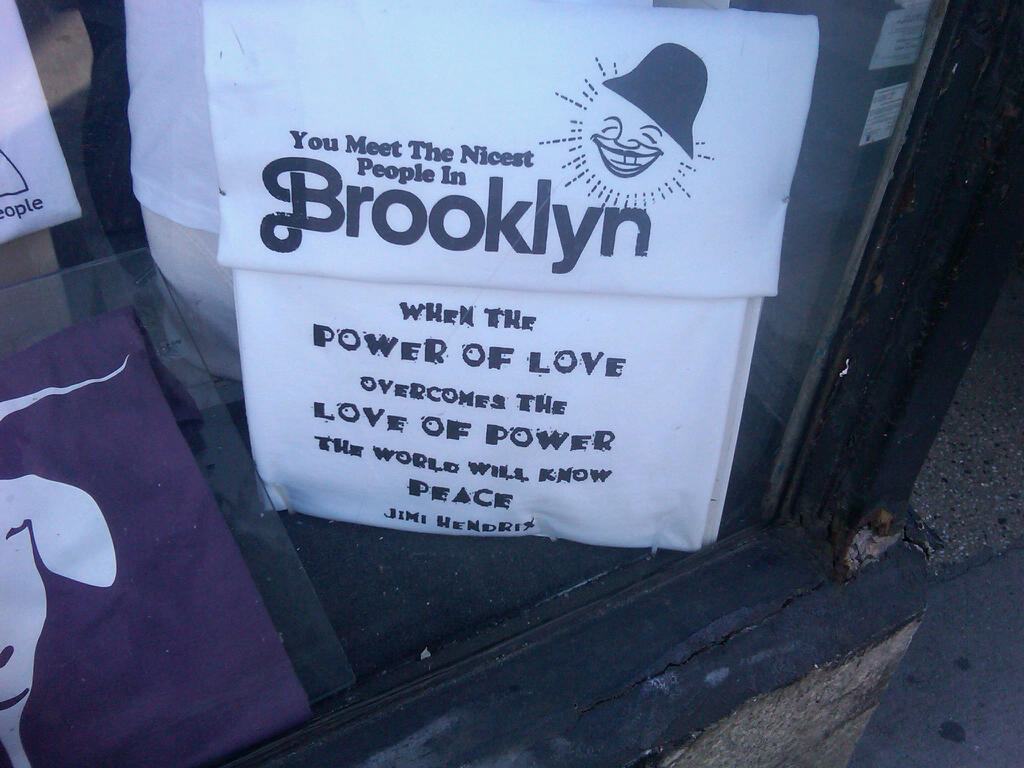 You Meet The Nicest
People In
Brooklyn
WHEN THE
POWER OF LOVE
OVERCOMES THE
LOVE OF POWER
THE WORLD WILL KNOW
PEACE
JIMI HENDRIX
eople